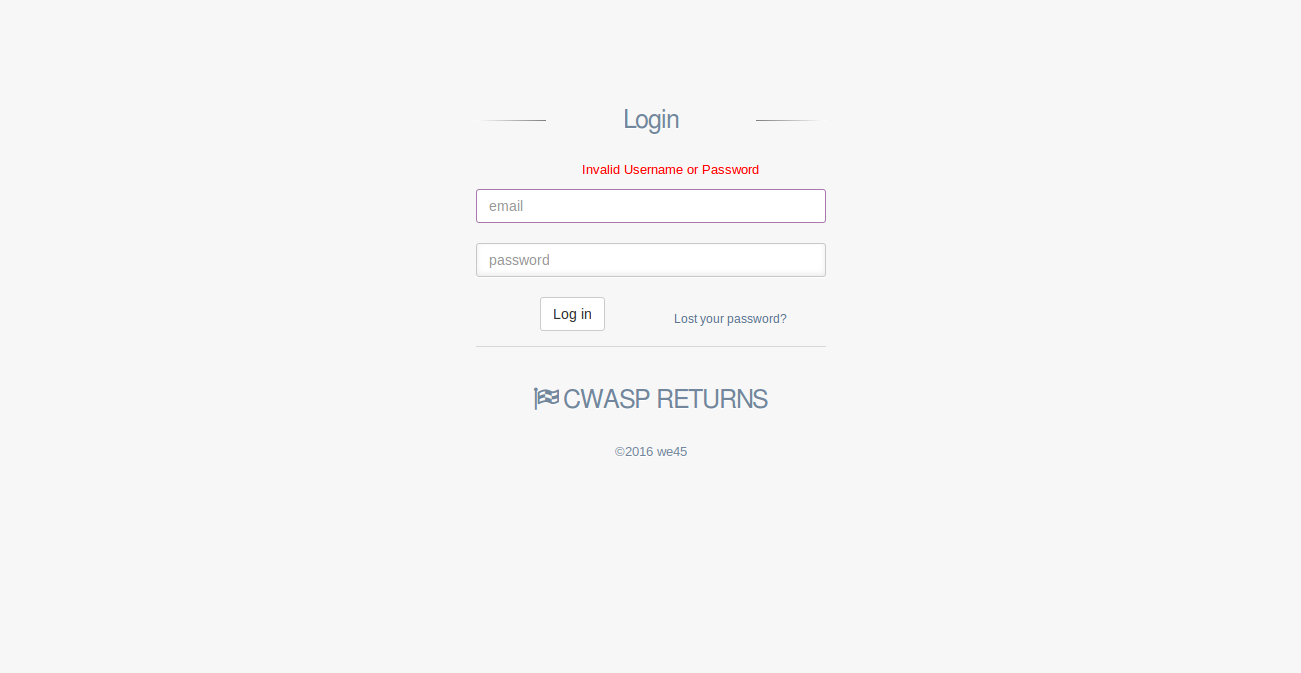 Login
Invalid Username or Password
email
password
Log in
Lost your password?
CWASP RETURNS
©2016 we45